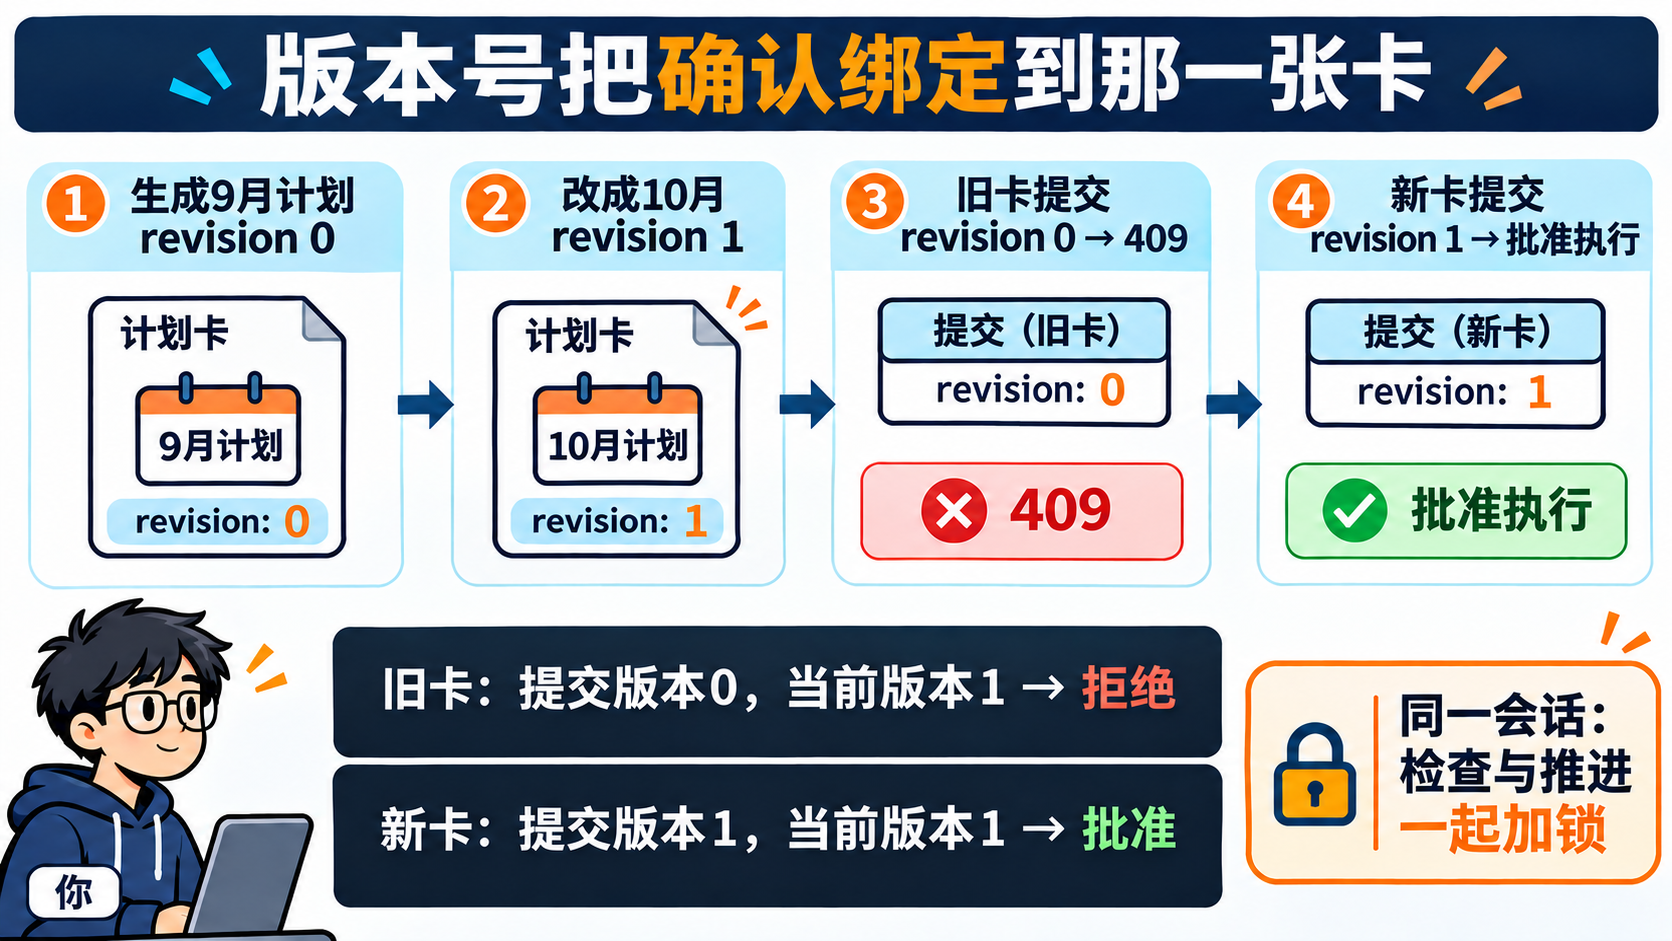 版本号把确认绑定到那一张卡
1 生成9月计划
revision 0
计划卡
9月计划
revision: 0
2 改成10月
revision 1
计划卡
10月计划
revision: 1
3 旧卡提交
revision 0 → 409
提交（旧卡）
revision: 0
409
4 新卡提交
revision 1 → 批准执行
提交（新卡）
revision: 1
批准执行
你
旧卡：提交版本0，当前版本1 → 拒绝
新卡：提交版本1，当前版本1 → 批准
同一会话：
检查与推进
一起加锁